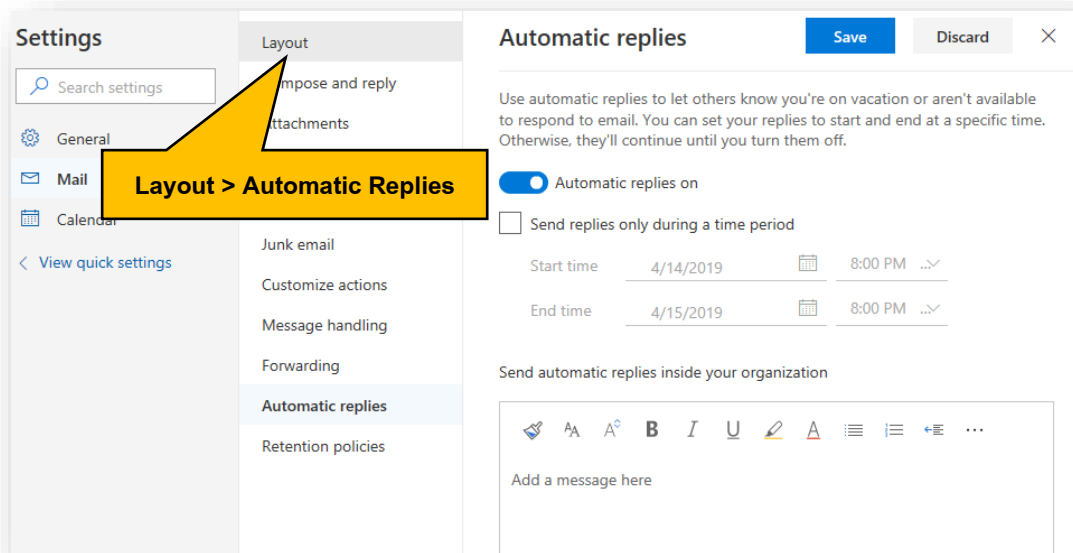 Settings
Search settings
General
Mail
Calendar
View quick settings
Layout
mpose and reply
ttachments
Layout > Automatic Replies
Junk email
Customize actions
Message handling
Forwarding
Automatic replies
Retention policies
Automatic replies
Save
Discard
Use automatic replies to let others know you're on vacation or aren't available
to respond to email. You can set your replies to start and end at a specific time.
Otherwise, they'll continue until you turn them off.
Automatic replies on
Send replies only during a time period
Start time 4/14/2019 8:00 PM ...
End time 4/15/2019 8:00 PM ...
Send automatic replies inside your organization
AA A B I U A ...
Add a message here